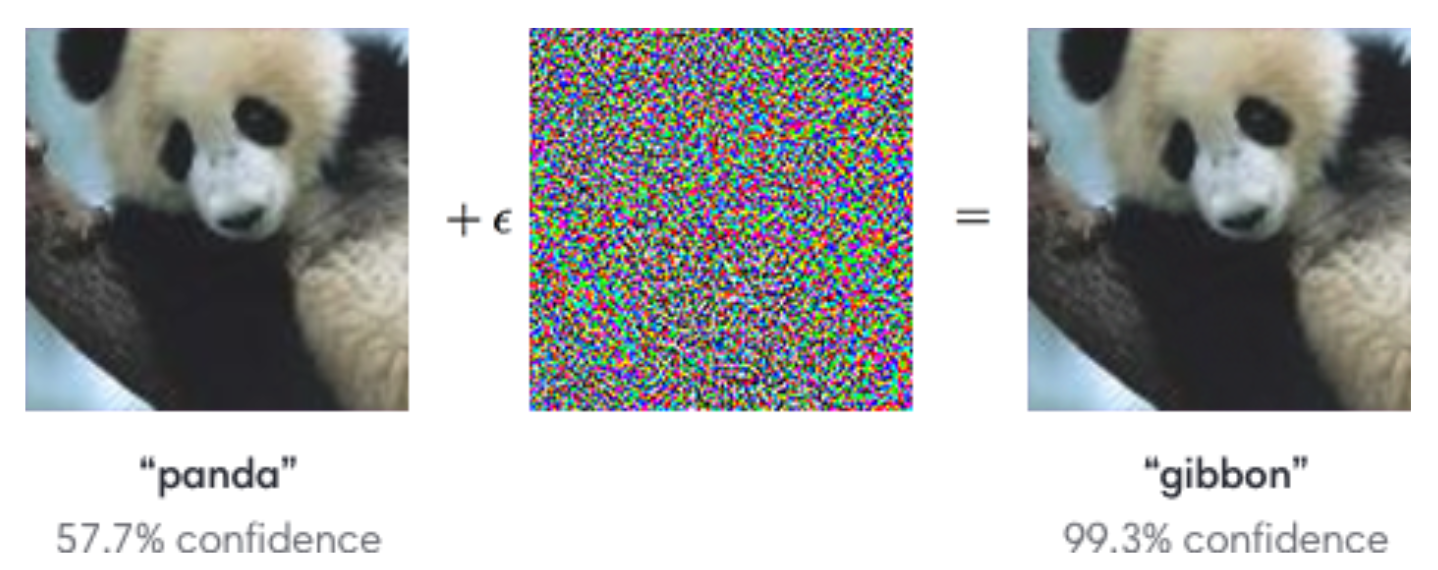 + ϵ
=
“panda”
57.7% confidence
“gibbon”
99.3% confidence